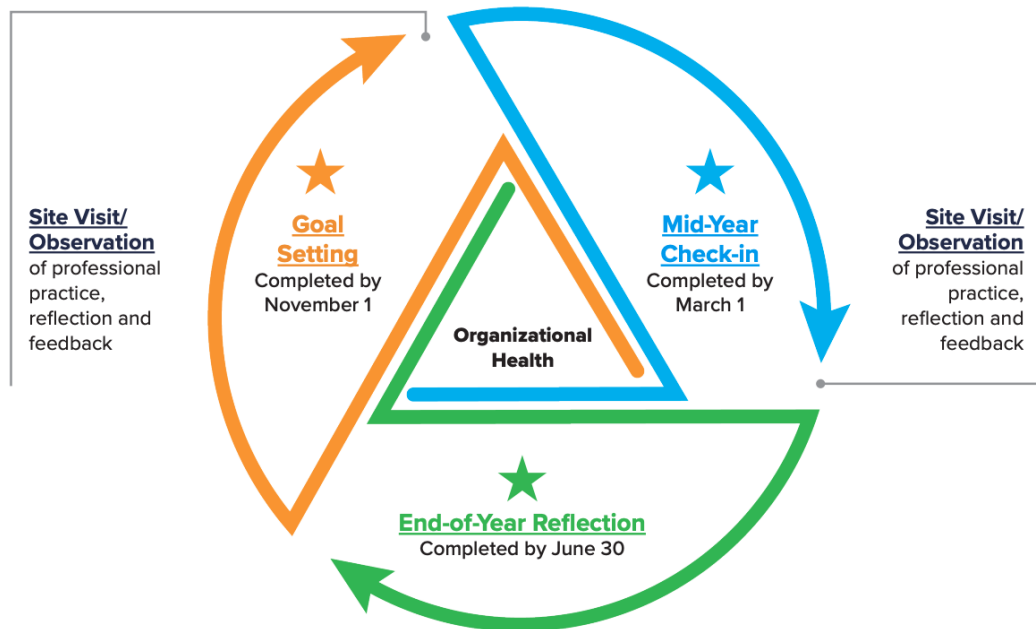 Site Visit/
Observation
of professional
practice,
reflection and
feedback
Goal
Setting
Completed by
November 1
Mid-Year
Check-in
Completed by
March 1
Site Visit/
Observation
of professional
practice,
reflection and
feedback
Organizational
Health
End-of-Year Reflection
Completed by June 30